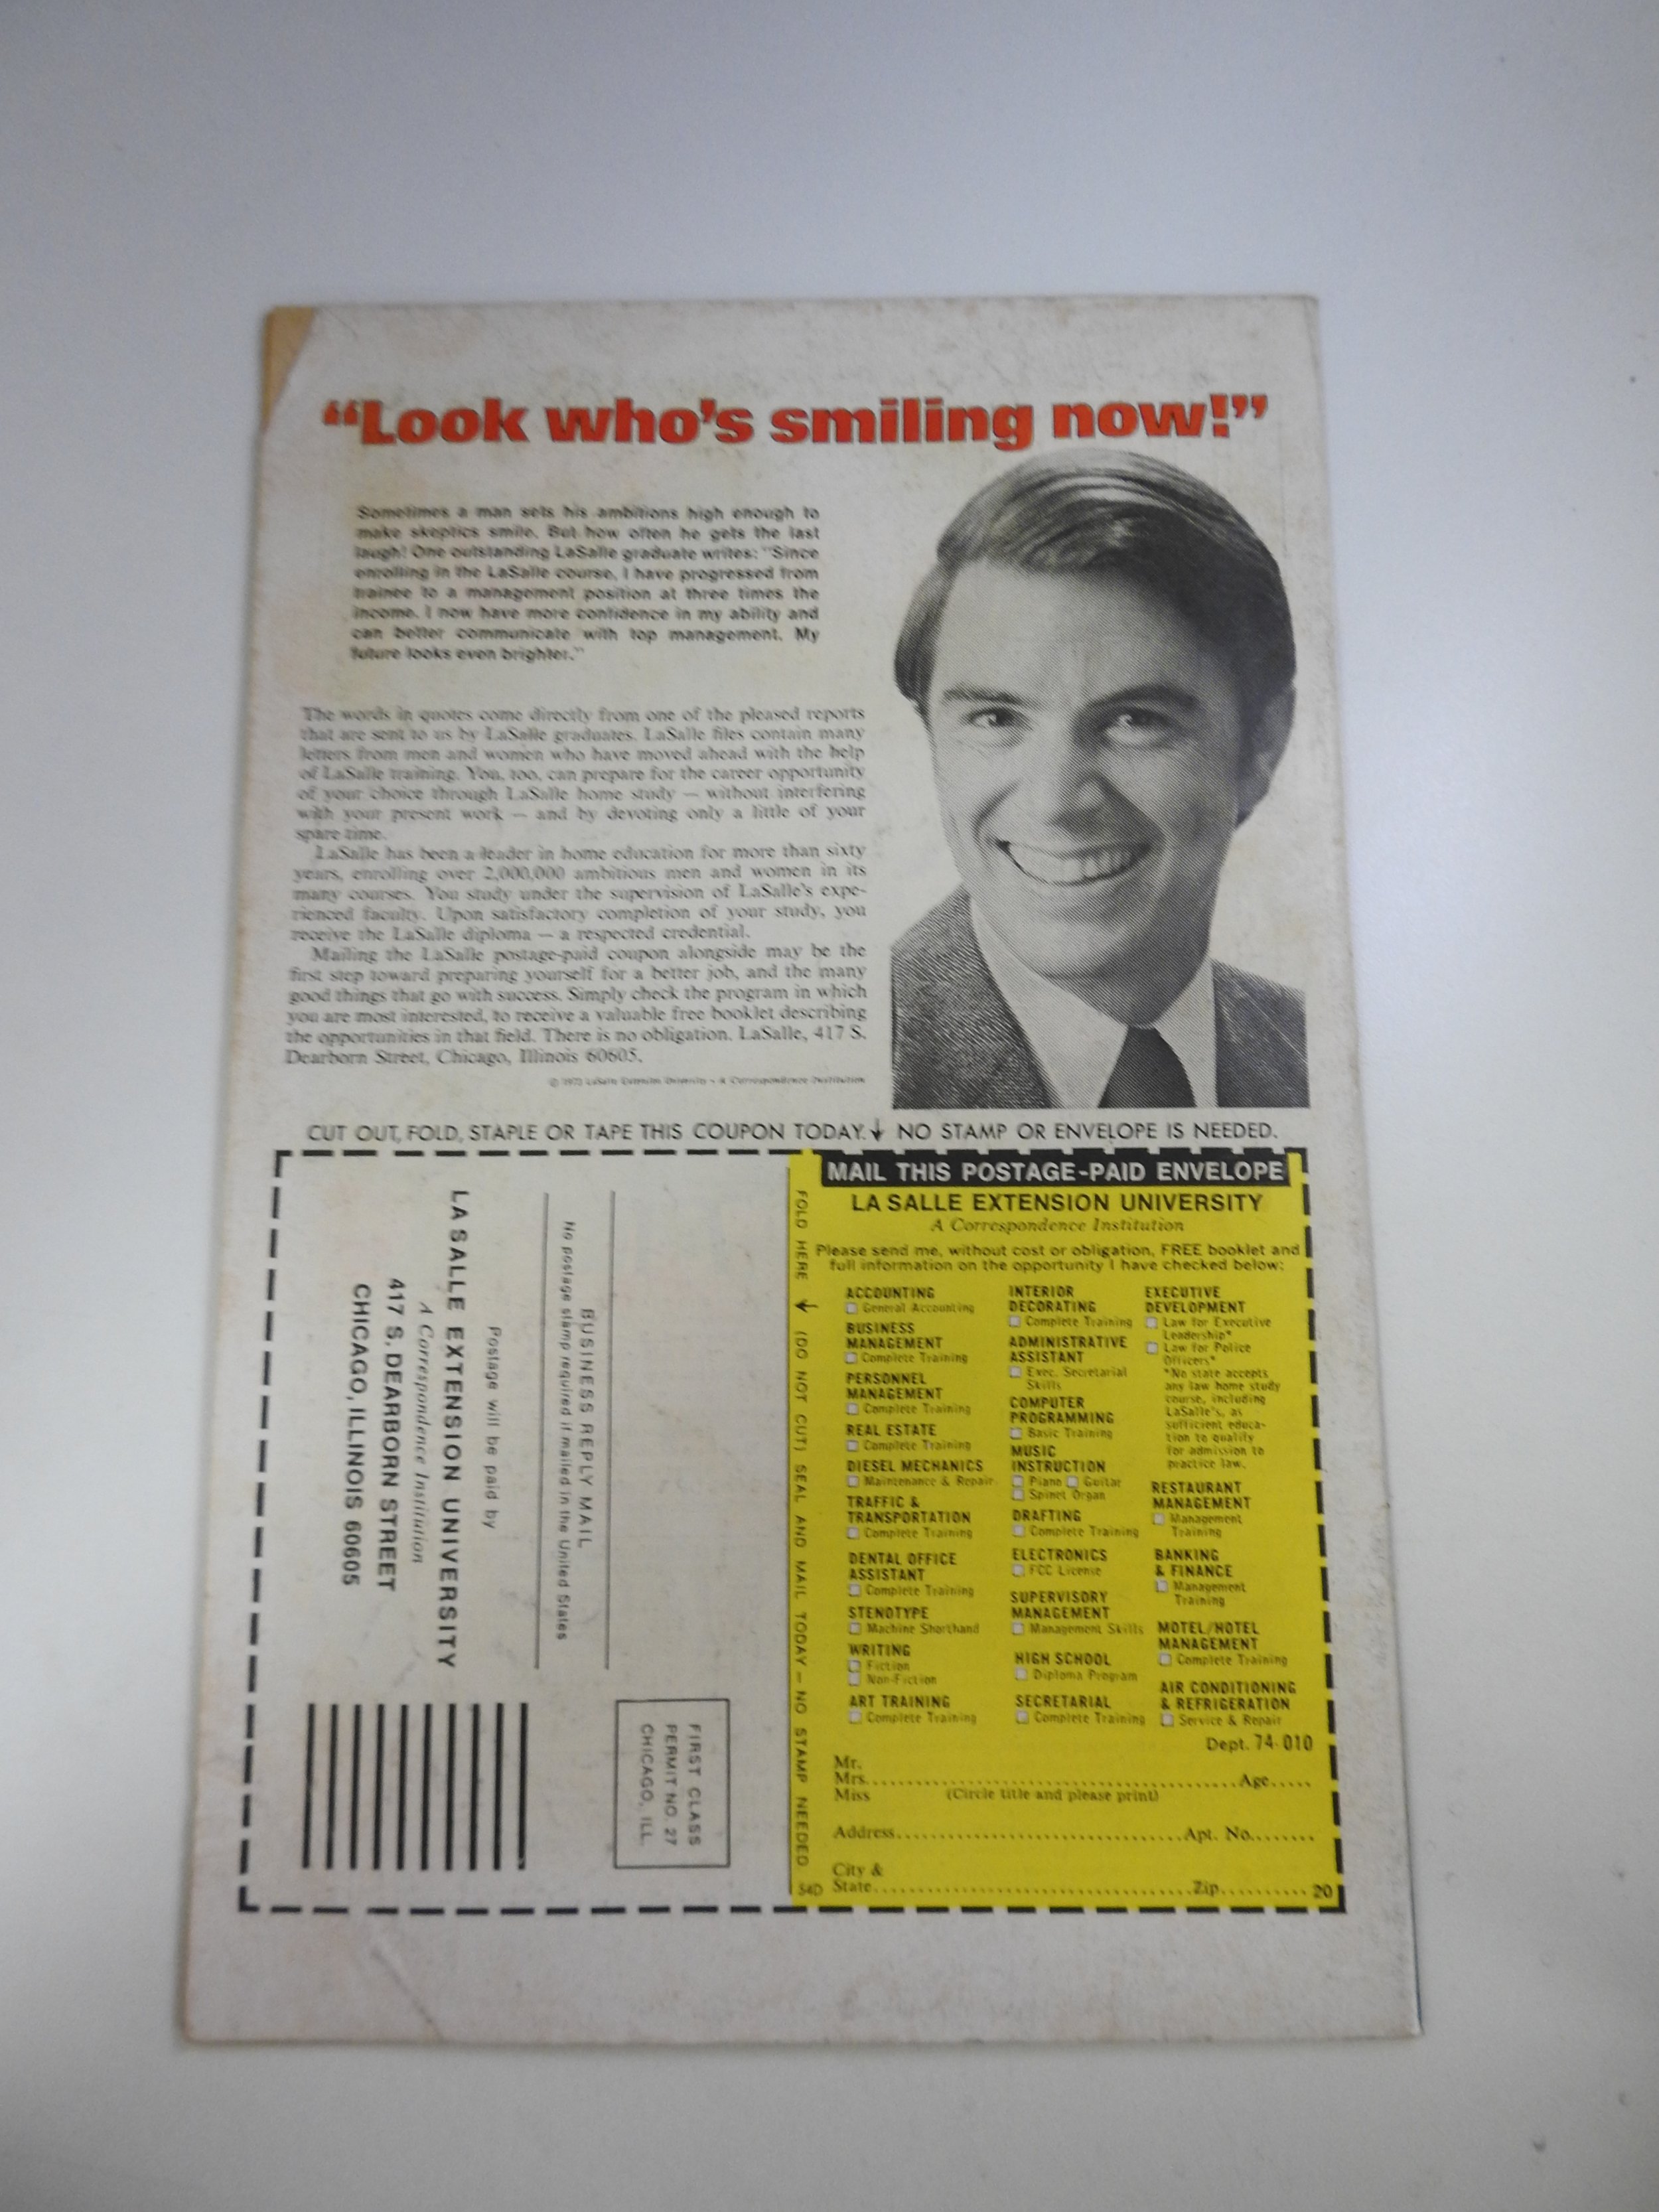 “Look who’s smiling now!”
Sometimes a man sets his ambitions high enough to
make skeptics smile. But how often he gets the last
laugh! One outstanding LaSalle graduate writes: “Since
enrolling in the LaSalle course, I have progressed from
trainee to a management position at three times the
income. I now have more confidence in my ability and
can better communicate with top management. My
future looks even brighter.”
The words in quotes come directly from one of the pleased reports
that are sent to us by LaSalle graduates. LaSalle files contain many
letters from men and women who have moved ahead with the help
of LaSalle training. You, too, can prepare for the career opportunity
of your choice through LaSalle home study — without interfering
with your present work — and by devoting only a little of your
spare time.
LaSalle has been a leader in home education for more than sixty
years, enrolling over 2,000,000 ambitious men and women in its
many courses. You study under the supervision of LaSalle’s expe-
rienced faculty. Upon satisfactory completion of your study, you
receive the LaSalle diploma — a respected credential.
Mailing the LaSalle postage-paid coupon alongside may be the
first step toward preparing yourself for a better job, and the many
good things that go with success. Simply check the program in which
you are most interested, to receive a valuable free booklet describing
the opportunities in that field. There is no obligation. LaSalle, 417 S.
Dearborn Street, Chicago, Illinois 60605.
© LaSalle Extension University • A Correspondence Institution
CUT OUT, FOLD, STAPLE OR TAPE THIS COUPON TODAY. ↓ NO STAMP OR ENVELOPE IS NEEDED.
FIRST CLASS
PERMIT NO. 27
CHICAGO, ILL.
BUSINESS REPLY MAIL
No postage stamp required if mailed in the United States
Postage will be paid by
LA SALLE EXTENSION UNIVERSITY
A Correspondence Institution
417 S. DEARBORN STREET
CHICAGO, ILLINOIS 60605
FOLD HERE ↓ (DO NOT CUT) SEAL AND MAIL TODAY — NO STAMP NEEDED
54D
MAIL THIS POSTAGE-PAID ENVELOPE
LA SALLE EXTENSION UNIVERSITY
A Correspondence Institution
Please send me, without cost or obligation, FREE booklet and
full information on the opportunity I have checked below:
ACCOUNTING
☐ General Accounting
BUSINESS
MANAGEMENT
☐ Complete Training
PERSONNEL
MANAGEMENT
☐ Complete Training
REAL ESTATE
☐ Complete Training
DIESEL MECHANICS
☐ Maintenance & Repair
TRAFFIC &
TRANSPORTATION
☐ Complete Training
DENTAL OFFICE
ASSISTANT
☐ Complete Training
STENOTYPE
☐ Machine Shorthand
WRITING
☐ Fiction
☐ Non-Fiction
ART TRAINING
☐ Complete Training
INTERIOR
DECORATING
☐ Complete Training
ADMINISTRATIVE
ASSISTANT
☐ Exec. Secretarial
Skills
COMPUTER
PROGRAMMING
☐ Basic Training
MUSIC
INSTRUCTION
☐ Piano ☐ Guitar
☐ Spinet Organ
DRAFTING
☐ Complete Training
ELECTRONICS
☐ FCC License
SUPERVISORY
MANAGEMENT
☐ Management Skills
HIGH SCHOOL
☐ Diploma Program
SECRETARIAL
☐ Complete Training
EXECUTIVE
DEVELOPMENT
☐ Law for Executive
Leadership*
☐ Law for Police
Officers*
*No state accepts
any law home study
course, including
LaSalle’s, as
sufficient educa-
tion to qualify
for admission to
practice law.
RESTAURANT
MANAGEMENT
☐ Management
Training
BANKING
& FINANCE
☐ Management
Training
MOTEL/HOTEL
MANAGEMENT
☐ Complete Training
AIR CONDITIONING
& REFRIGERATION
☐ Service & Repair
Dept. 74-010
Mr.
Mrs. Age
Miss (Circle title and please print)
Address Apt. No.
City &
State Zip 20